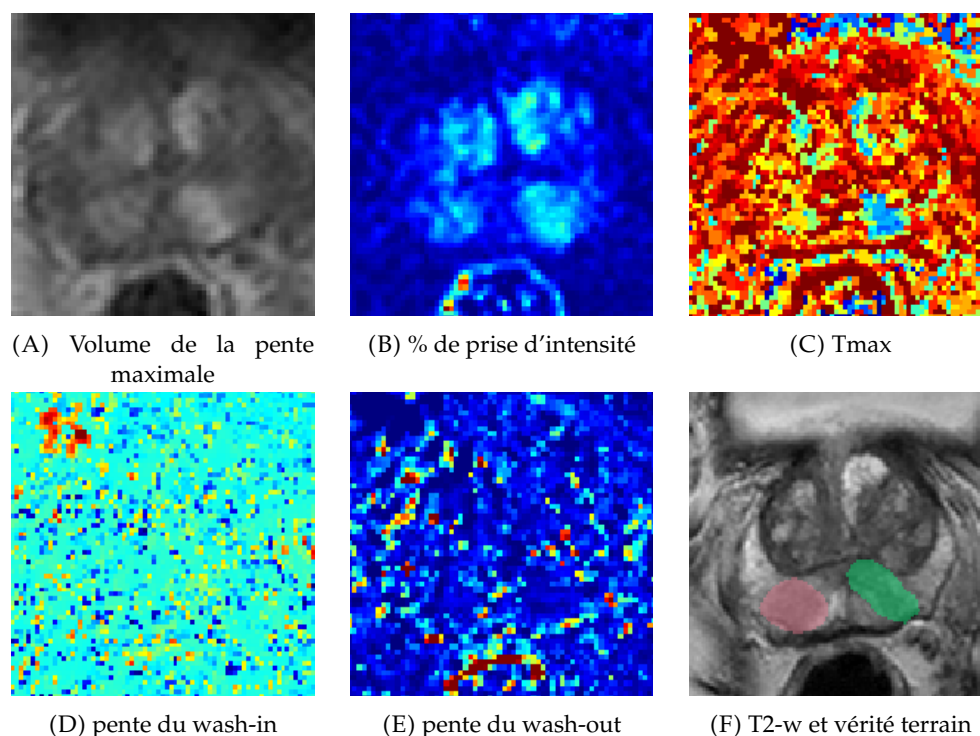 (A) Volume de la pente
maximale
(B) % de prise d'intensité
(C) Tmax
(D) pente du wash-in
(E) pente du wash-out
(F) T2-w et vérité terrain